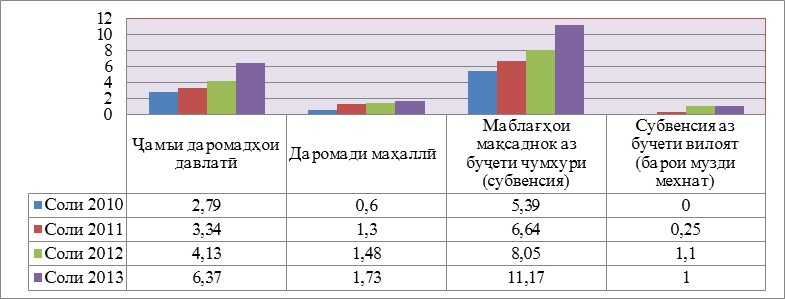 12
10
8
6
4
2
0
Ҷамъи даромадҳои
давлатӣ
Даромади маҳаллӣ
Маблағҳои
мақсаднок аз
буҷети чумхури
(субвенсия)
Субвенсия аз
бучети вилоят
(барои музди
мехнат)
Соли 2010 2,79 0,6 5,39 0
Соли 2011 3,34 1,3 6,64 0,25
Соли 2012 4,13 1,48 8,05 1,1
Соли 2013 6,37 1,73 11,17 1